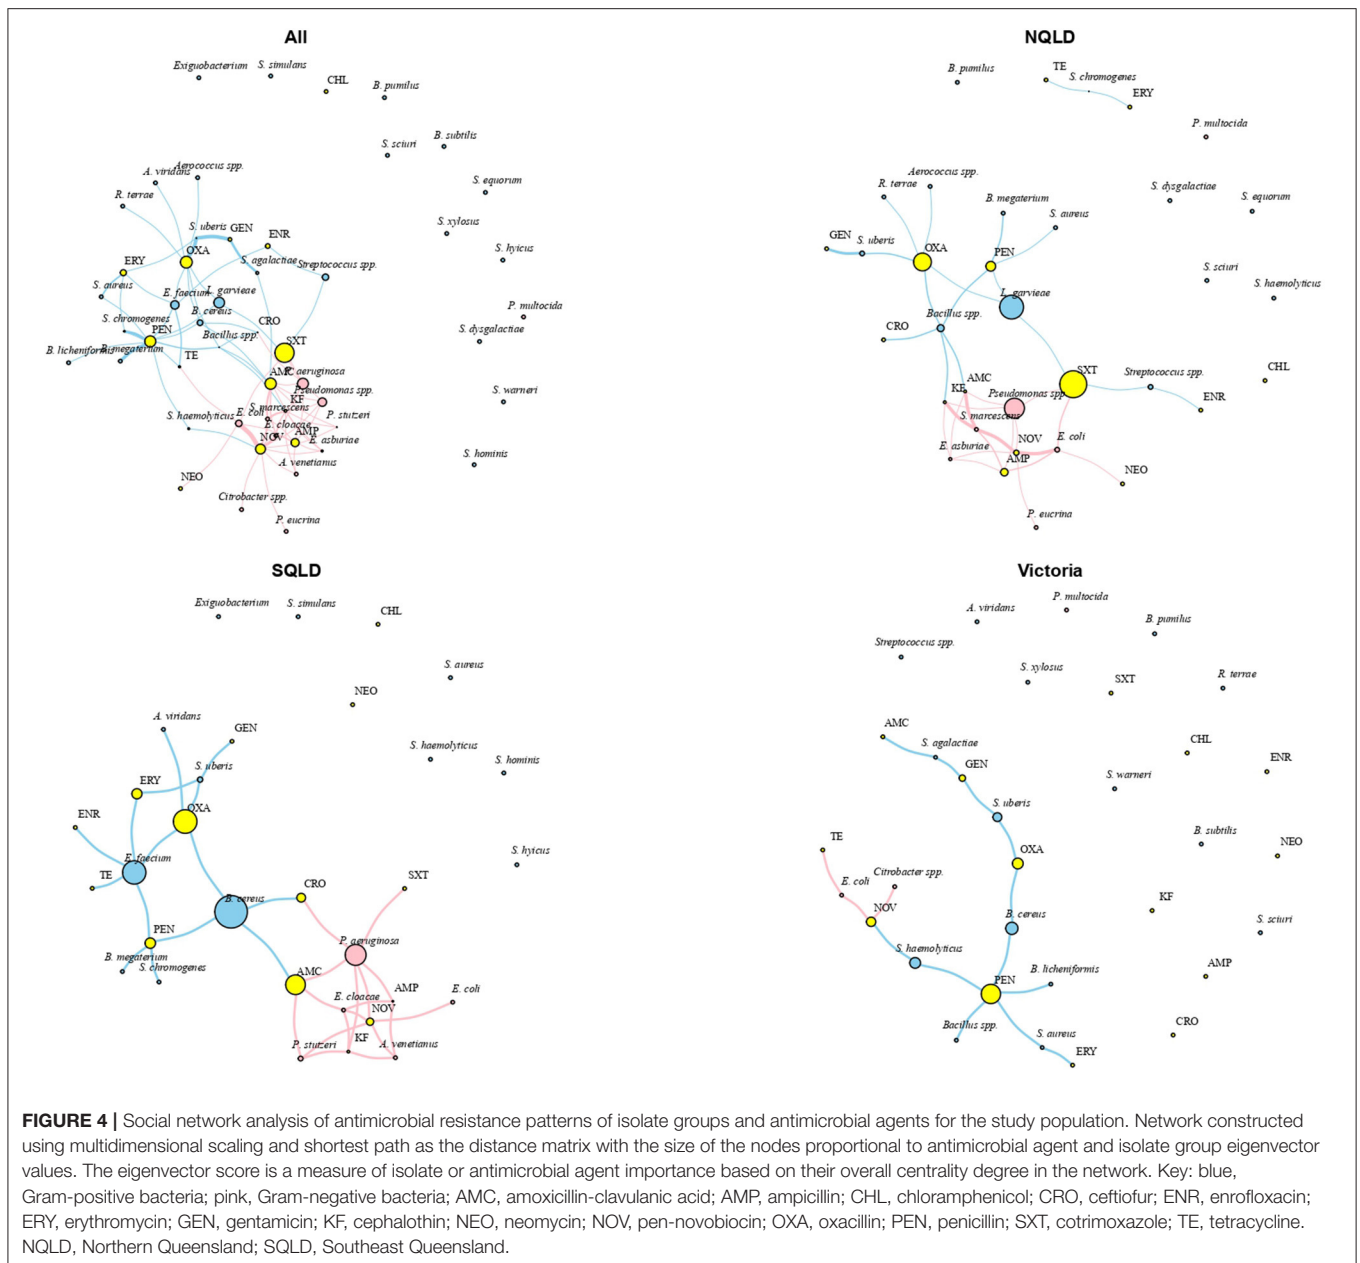 All
Exiguobacterium
S. simulans
CHL
B. pumilus
B. subtilis
S. sciuri
Aerococcus spp.
A. viridans
R. terrae
S. equorum
S. xylosus
S. uberis
GEN
ENR
S. hyicus
OXA
ERY
S. agalactiae
Streptococcus spp.
S. aureus
E. faecium
L. garvieae
P. multocida
B. cereus
S. chromogenes
CRO
PEN
Bacillus spp.
S. dysgalactiae
SXT
B. licheniformis
B. megaterium
TE
AMC
P. aeruginosa
Pseudomonas spp.
S. warneri
KF
S. marcescens
S. haemolyticus
E. coli
P. stutzeri
E. cloacae
AMP
NOV
E. asburiae
S. hominis
A. venetianus
NEO
Citrobacter spp.
P. eucrina
NQLD
B. pumilus
TE
S. chromogenes
ERY
P. multocida
Aerococcus spp.
R. terrae
S. dysgalactiae
B. megaterium
S. equorum
S. aureus
GEN
S. uberis
OXA
PEN
S. sciuri
S. haemolyticus
L. garvieae
Bacillus spp.
CRO
SXT
Streptococcus spp.
CHL
AMC
KF
Pseudomonas spp.
ENR
S. marcescens
E. asburiae
NOV
E. coli
AMP
NEO
P. eucrina
SQLD
Exiguobacterium
S. simulans
CHL
S. aureus
NEO
A. viridans
GEN
S. haemolyticus
S. hominis
S. uberis
ERY
OXA
ENR
E. faecium
S. hyicus
TE
SXT
CRO
B. cereus
PEN
P. aeruginosa
B. megaterium
S. chromogenes
AMC
AMP
E. cloacae
E. coli
NOV
KF
P. stutzeri
A. venetianus
Victoria
P. multocida
A. viridans
B. pumilus
Streptococcus spp.
S. xylosus
SXT
R. terrae
AMC
S. agalactiae
CHL
ENR
GEN
S. warneri
S. uberis
TE
B. subtilis
NEO
OXA
Citrobacter spp.
E. coli
KF
NOV
B. cereus
S. sciuri
S. haemolyticus
AMP
B. licheniformis
PEN
CRO
Bacillus spp.
S. aureus
ERY
FIGURE 4 | Social network analysis of antimicrobial resistance patterns of isolate groups and antimicrobial agents for the study population. Network constructed
using multidimensional scaling and shortest path as the distance matrix with the size of the nodes proportional to antimicrobial agent and isolate group eigenvector
values. The eigenvector score is a measure of isolate or antimicrobial agent importance based on their overall centrality degree in the network. Key: blue,
Gram-positive bacteria; pink, Gram-negative bacteria; AMC, amoxicillin-clavulanic acid; AMP, ampicillin; CHL, chloramphenicol; CRO, ceftiofur; ENR, enrofloxacin;
ERY, erythromycin; GEN, gentamicin; KF, cephalothin; NEO, neomycin; NOV, pen-novobiocin; OXA, oxacillin; PEN, penicillin; SXT, cotrimoxazole; TE, tetracycline.
NQLD, Northern Queensland; SQLD, Southeast Queensland.